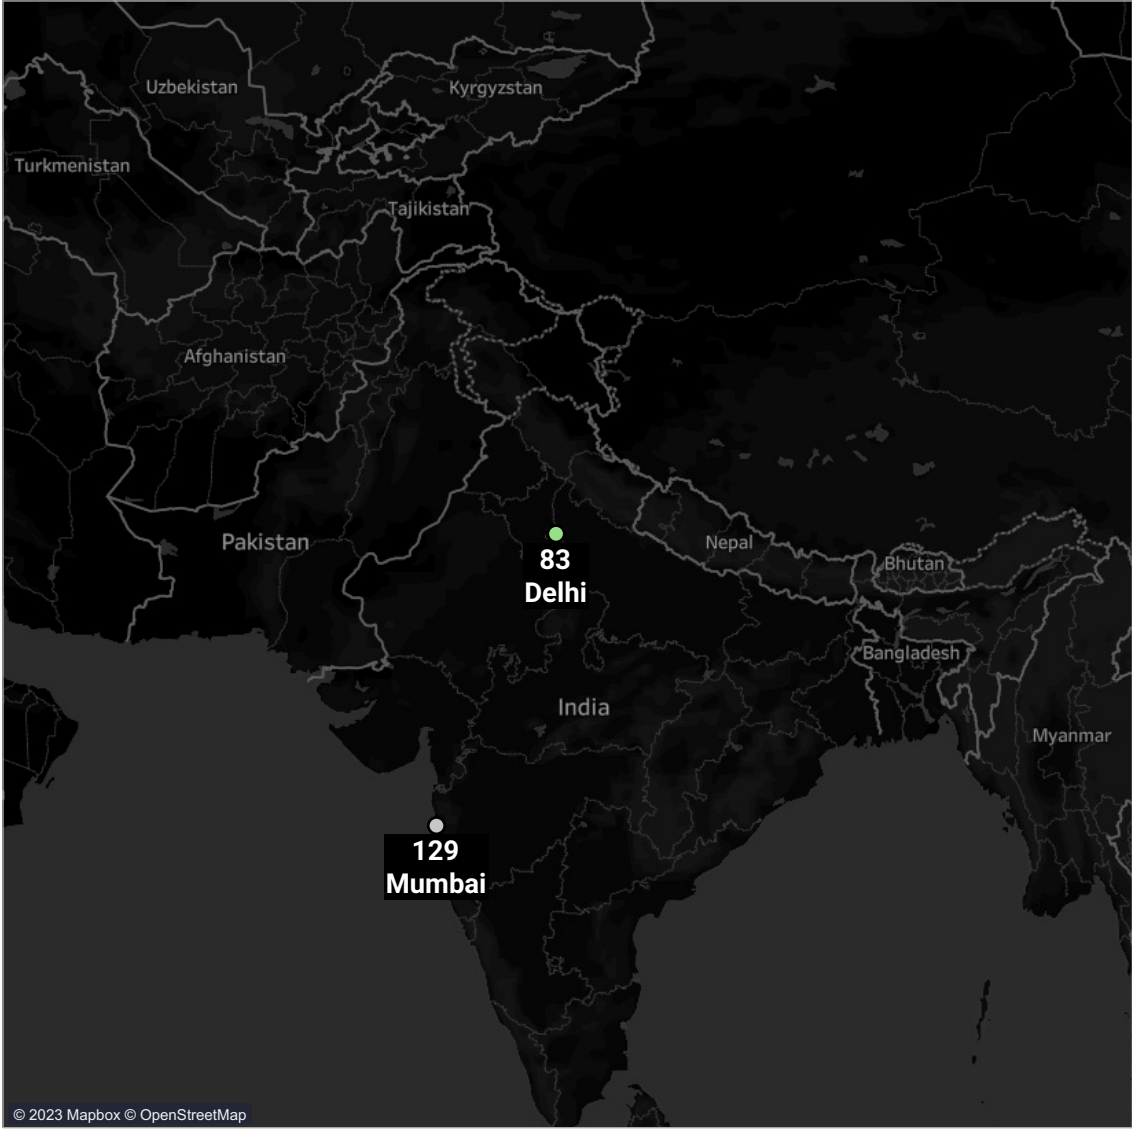 Uzbekistan
Kyrgyzstan
Turkmenistan
Tajikistan
Afghanistan
Pakistan
83
Delhi
Nepal
Bhutan
Bangladesh
India
Myanmar
129
Mumbai
© 2023 Mapbox © OpenStreetMap